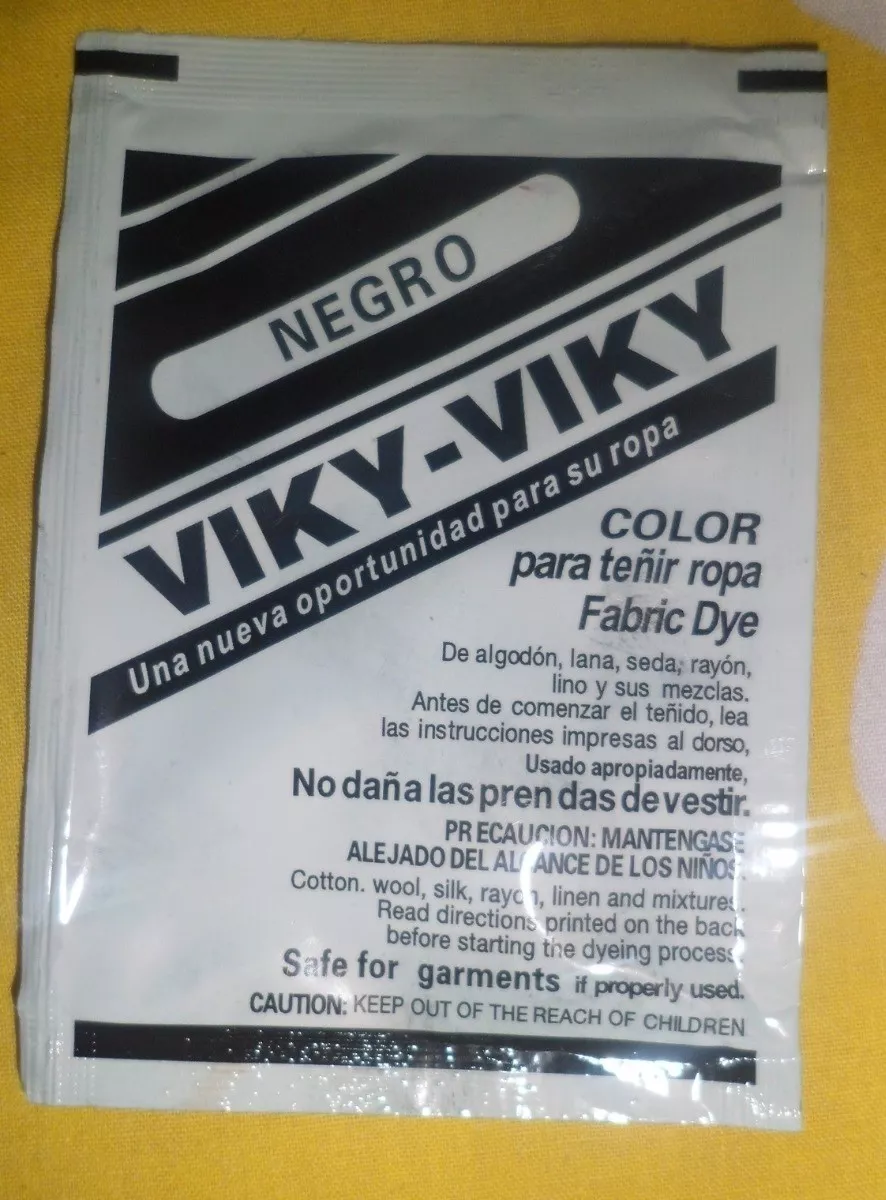 NEGRO
VIKY-VIKY
Una nueva oportunidad para su ropa
COLOR
para teñir ropa
Fabric Dye
De algodón, lana, seda, rayón,
lino y sus mezclas.
Antes de comenzar el teñido, lea
las instrucciones impresas al dorso,
Usado apropiadamente,
No daña las pren das de vestir.
PR ECAUCION: MANTENGASE
ALEJADO DEL ALCANCE DE LOS NIÑOS.
Cotton. wool, silk, rayon, linen and mixtures.
Read directions printed on the back
before starting the dyeing process.
Safe for garments if properly used.
CAUTION: KEEP OUT OF THE REACH OF CHILDREN